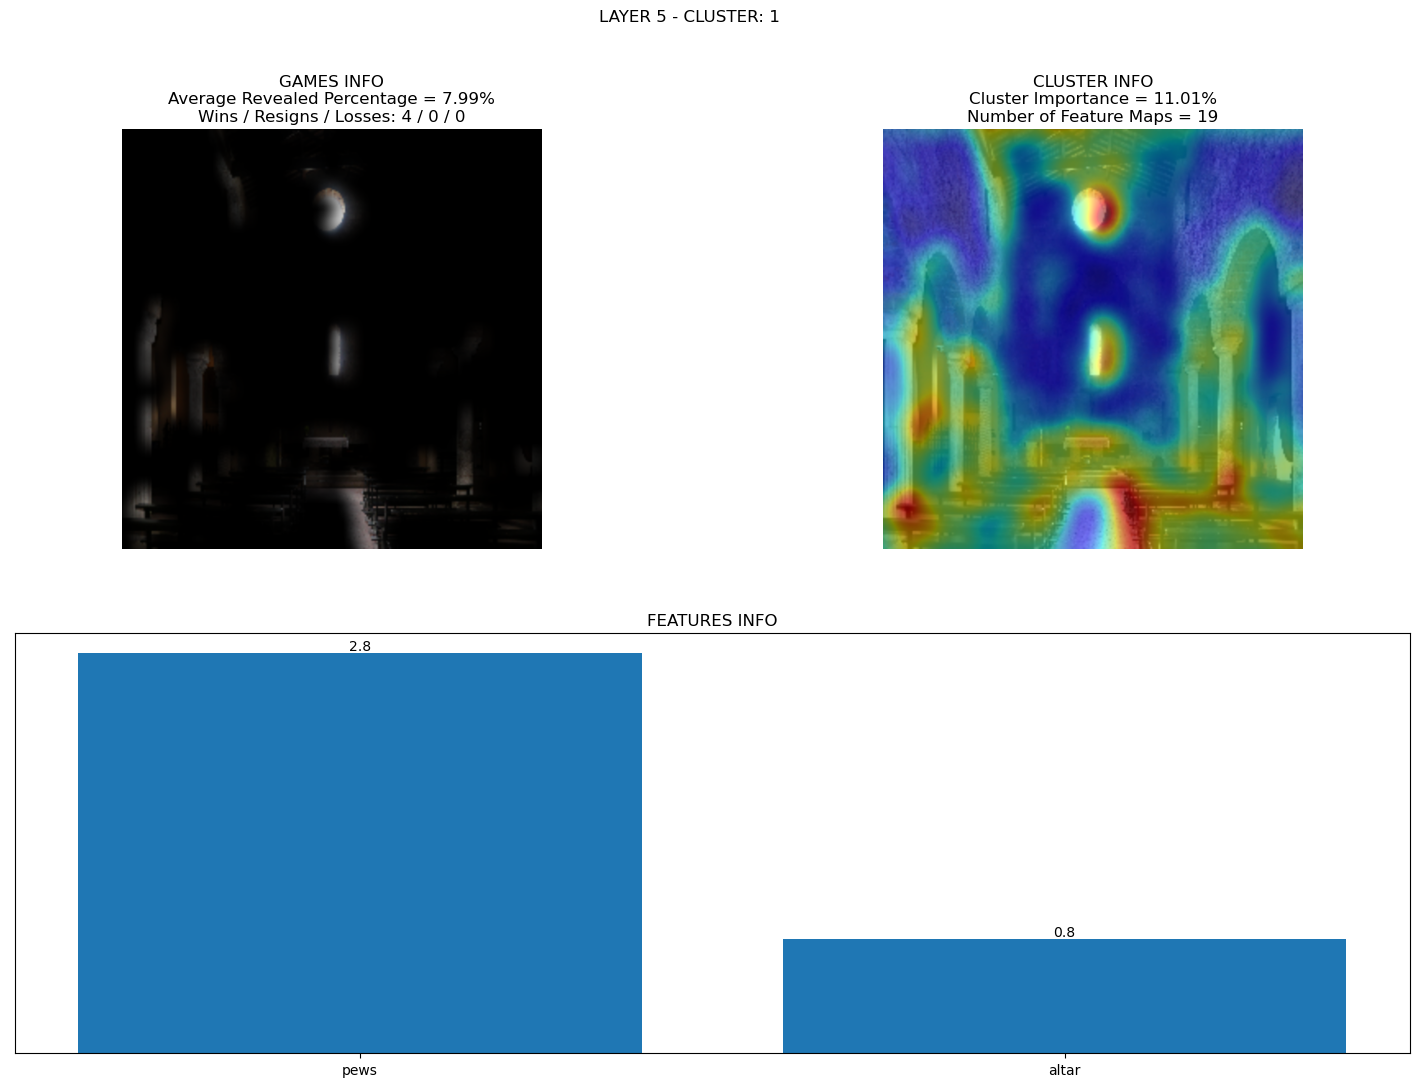 LAYER 5 - CLUSTER: 1
GAMES INFO
Average Revealed Percentage = 7.99%
Wins / Resigns / Losses: 4 / 0 / 0
CLUSTER INFO
Cluster Importance = 11.01%
Number of Feature Maps = 19
FEATURES INFO
2.8
0.8
pews
altar